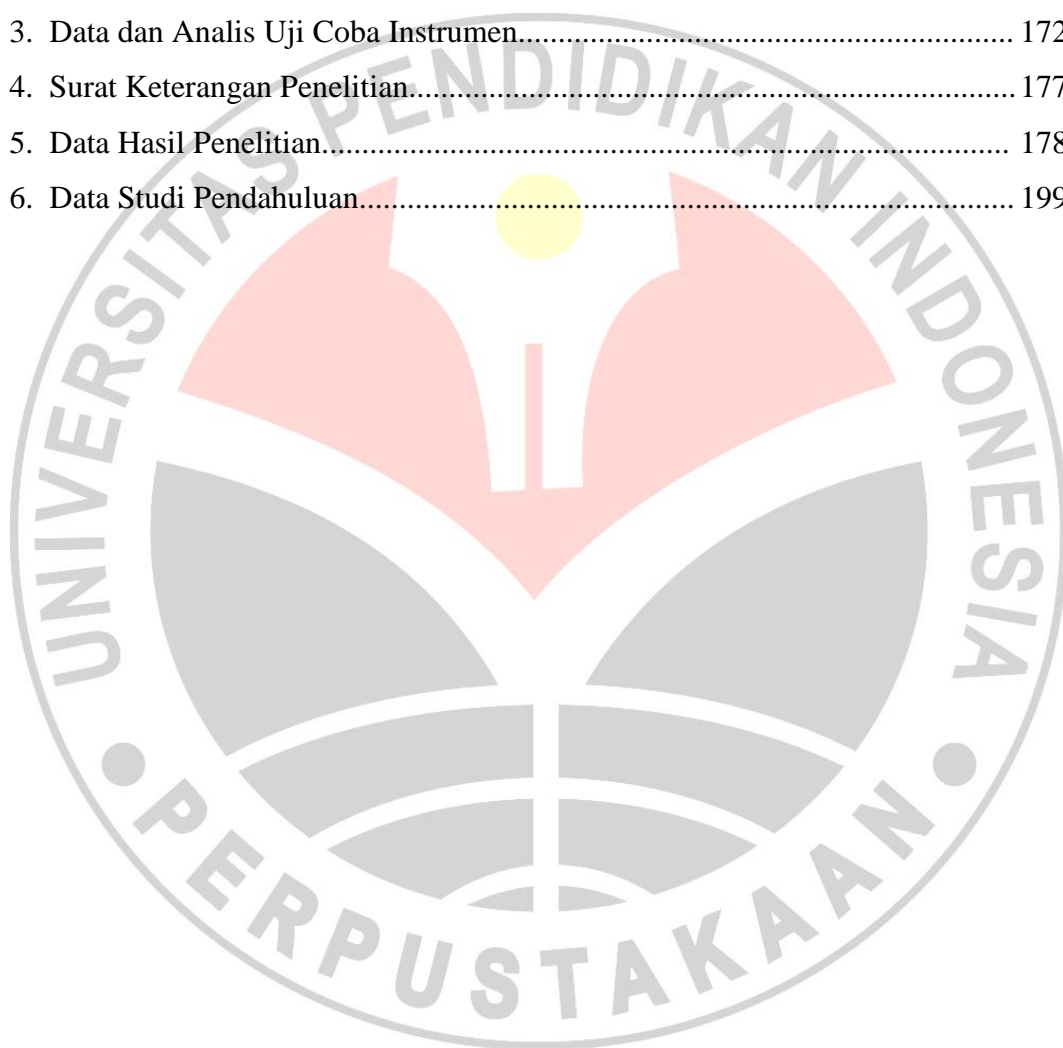 3. Data dan Analis Uji Coba Instrumen................................................................................ 172
4. Surat Keterangan Penelitian.................................................................................................. 177
5. Data Hasil Penelitian.............................................................................................................. 178
6. Data Studi Pendahuluan......................................................................................................... 199
UNIVERSITAS PENDIDIKAN INDONESIA
PERPUSTAKAAN